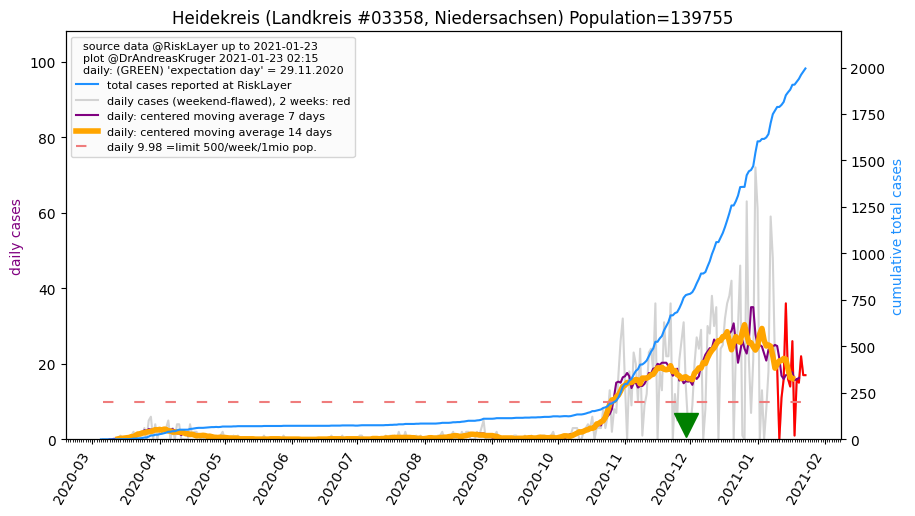 Heidekreis (Landkreis #03358, Niedersachsen) Population=139755
source data @RiskLayer up to 2021-01-23
plot @DrAndreasKruger 2021-01-23 02:15
daily: (GREEN) 'expectation day' = 29.11.2020
total cases reported at RiskLayer
daily cases (weekend-flawed), 2 weeks: red
daily: centered moving average 7 days
daily: centered moving average 14 days
daily 9.98 =limit 500/week/1mio pop.
daily cases
100
80
60
40
20
0
cumulative total cases
2000
1750
1500
1250
1000
750
500
250
0
2020-03
2020-04
2020-05
2020-06
2020-07
2020-08
2020-09
2020-10
2020-11
2020-12
2021-01
2021-02